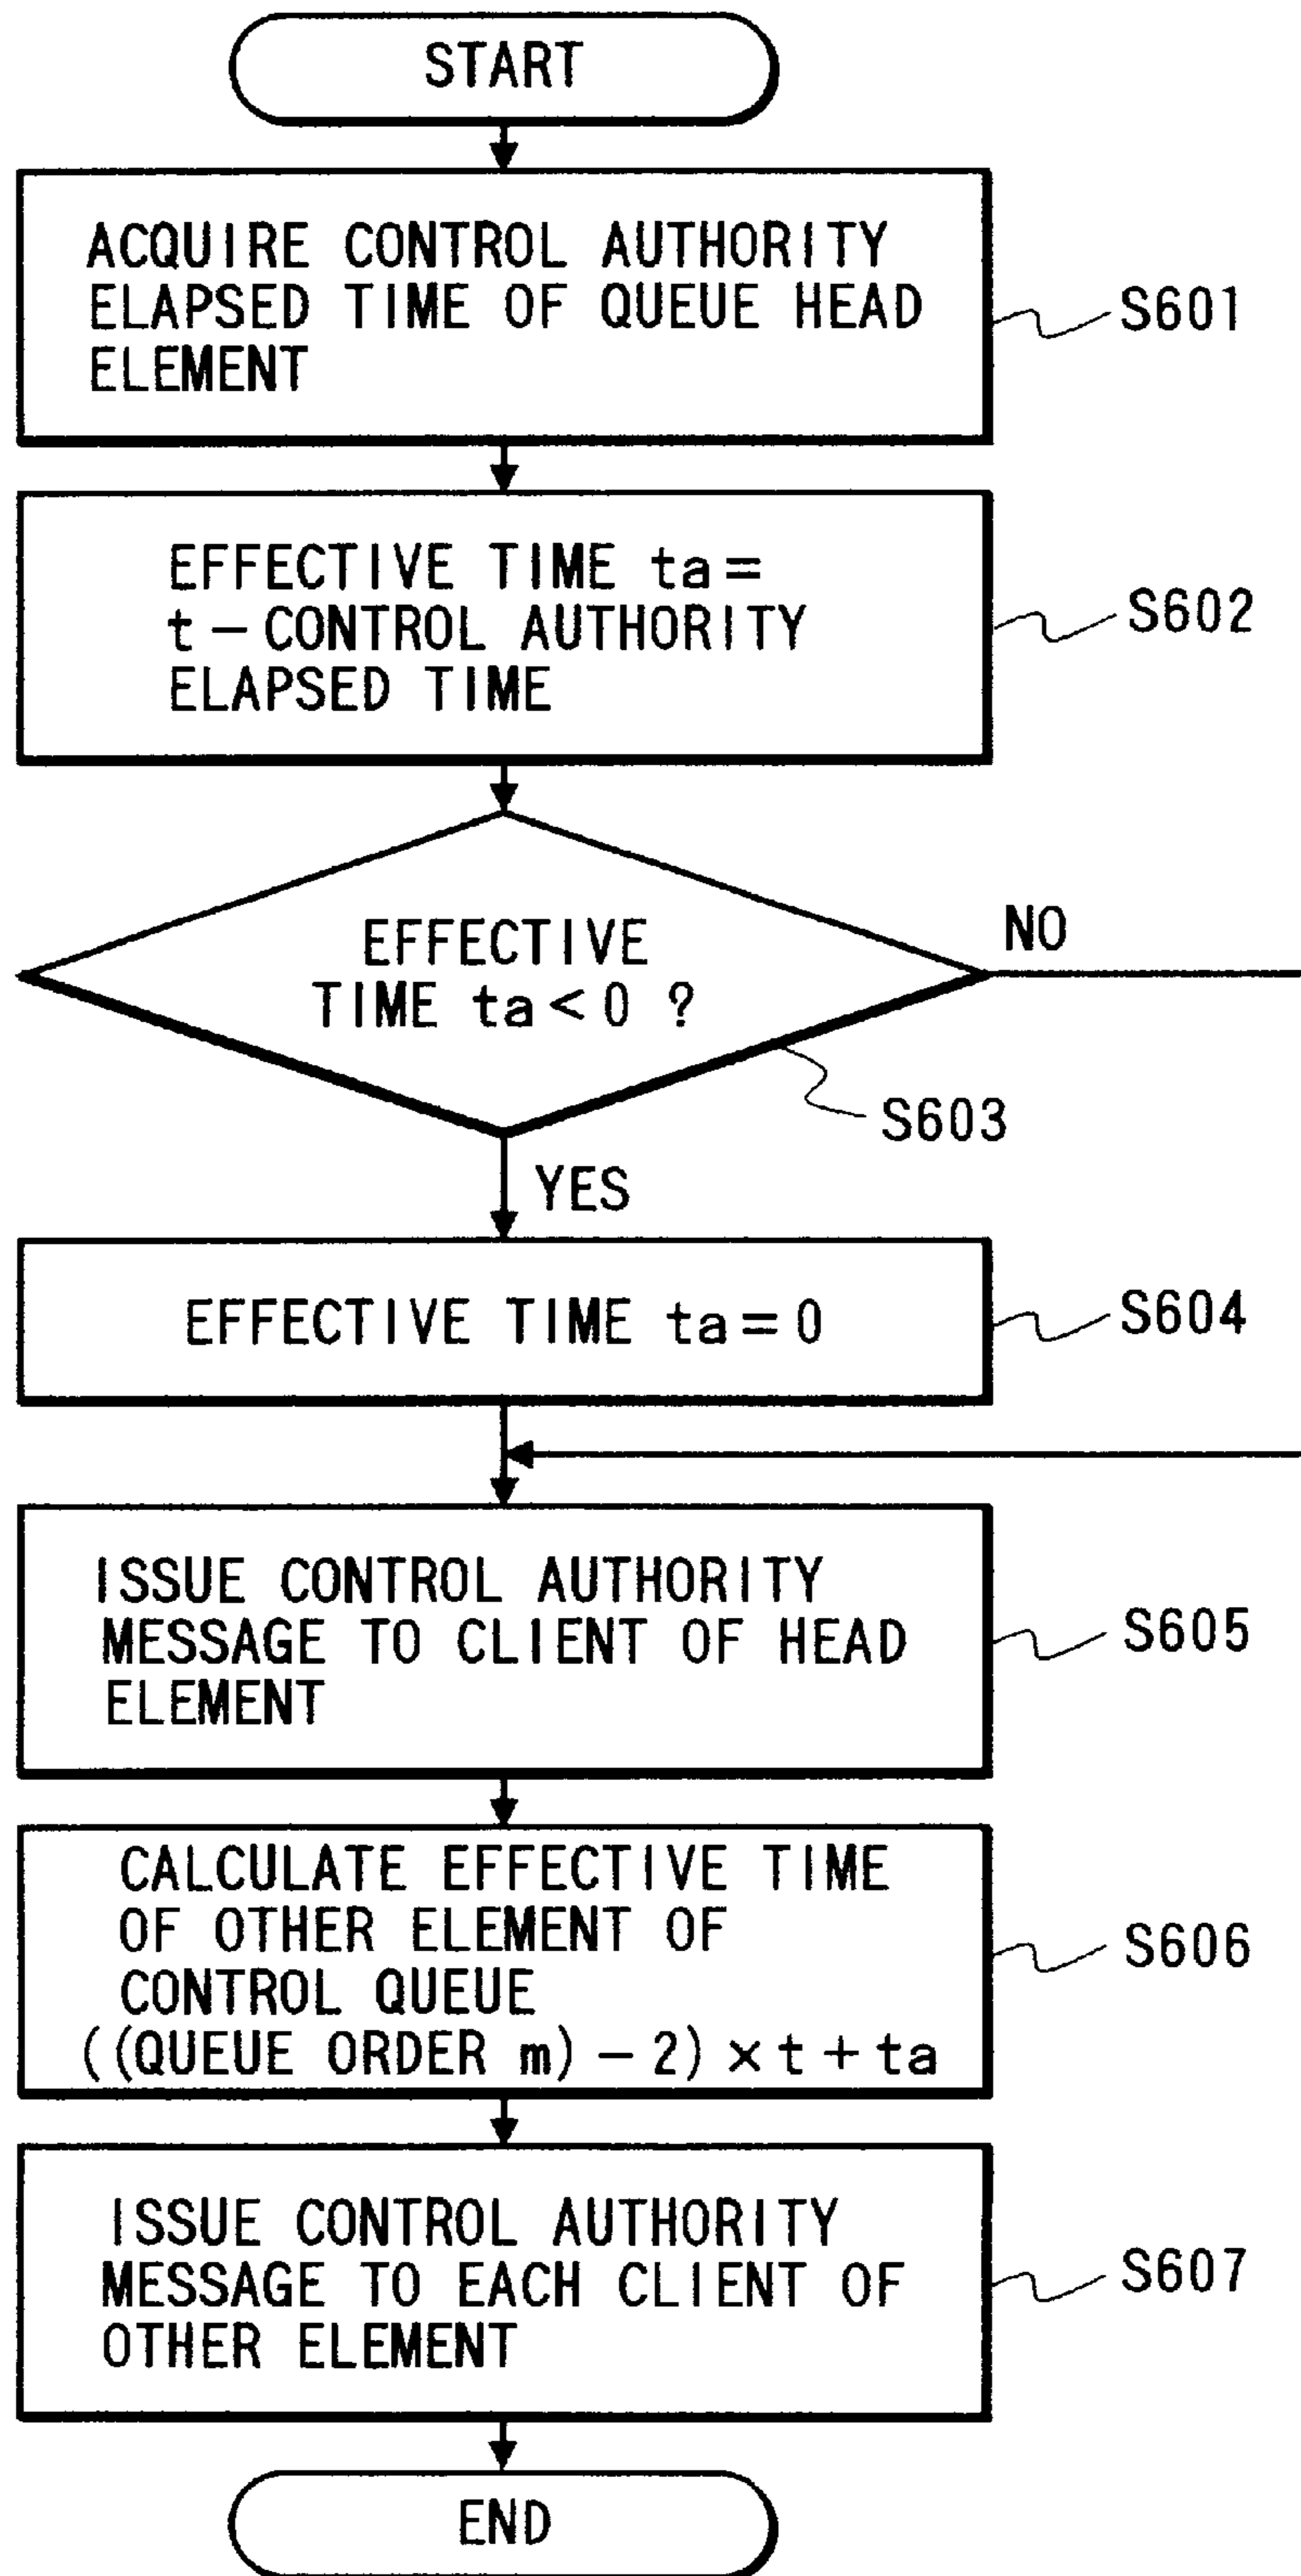 START
ACQUIRE CONTROL AUTHORITY
ELAPSED TIME OF QUEUE HEAD
ELEMENT
S601
EFFECTIVE TIME ta=
t-CONTROL AUTHORITY
ELAPSED TIME
S602
EFFECTIVE
TIME ta<0 ?
NO
S603
YES
EFFECTIVE TIME ta=0
S604
ISSUE CONTROL AUTHORITY
MESSAGE TO CLIENT OF HEAD
ELEMENT
S605
CALCULATE EFFECTIVE TIME
OF OTHER ELEMENT OF
CONTROL QUEUE
((QUEUE ORDER m)-2)×t+ta
S606
ISSUE CONTROL AUTHORITY
MESSAGE TO EACH CLIENT OF
OTHER ELEMENT
S607
END